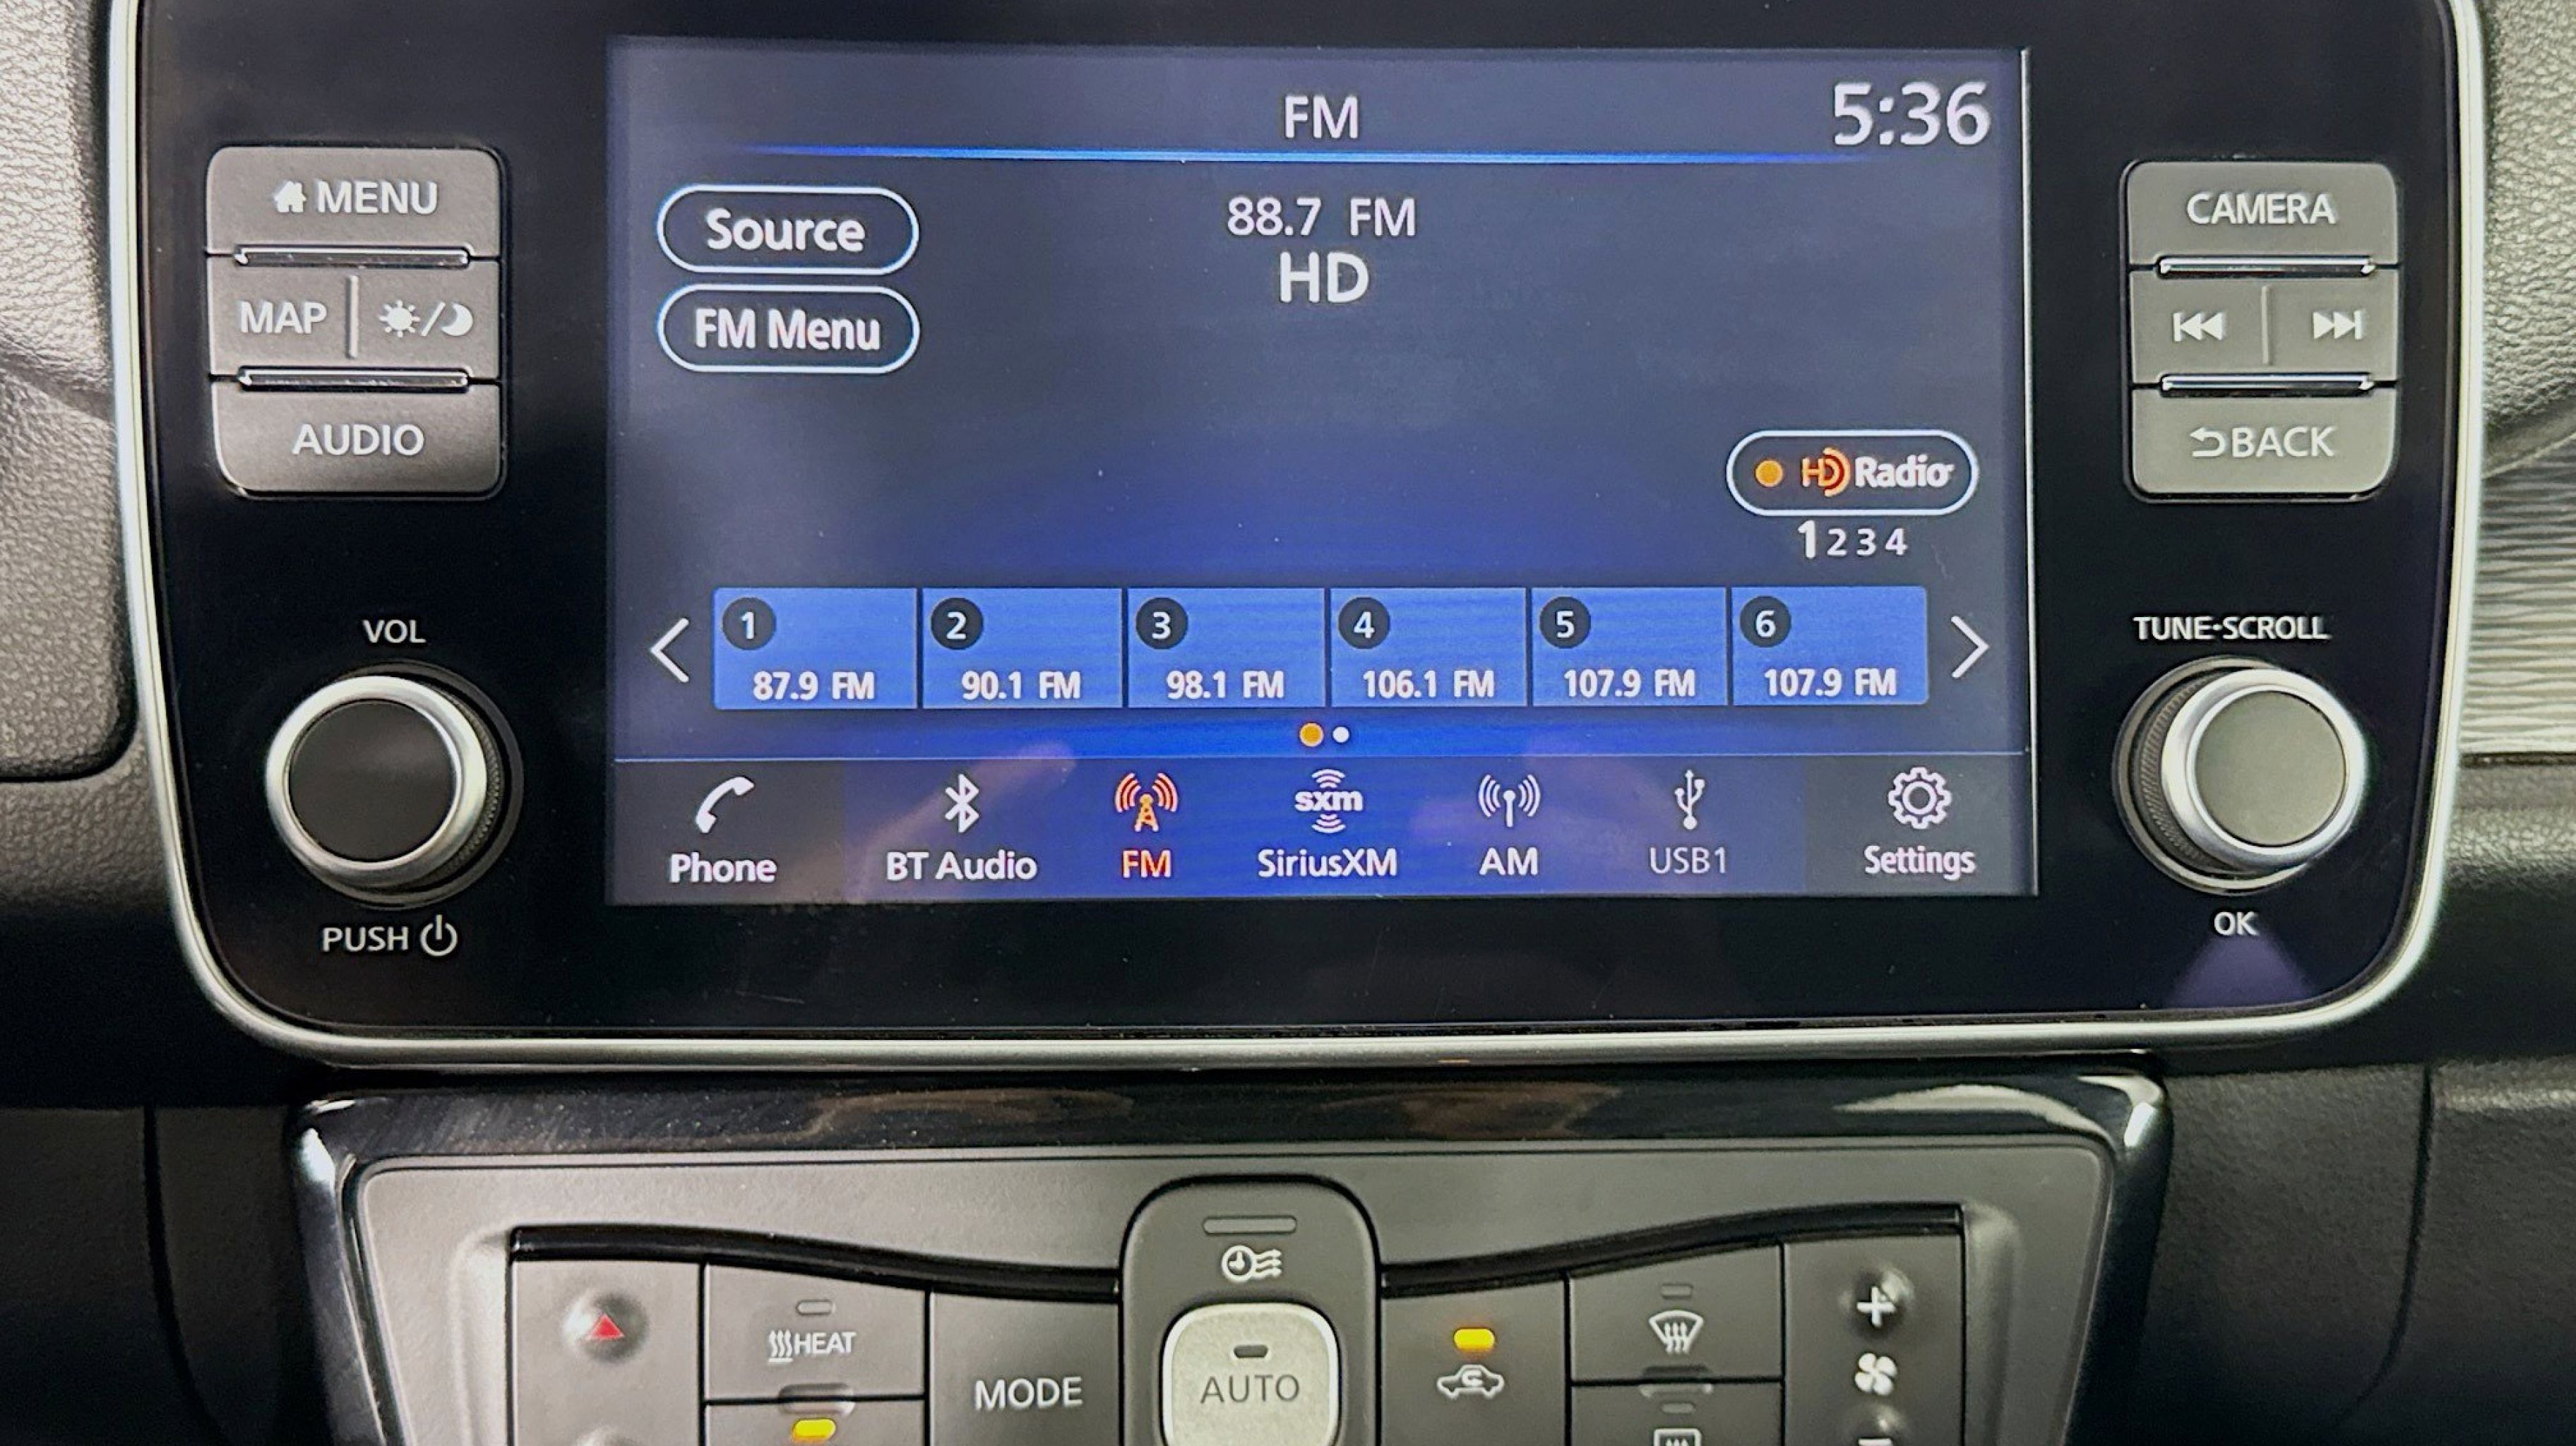 FM
5:36
MENU
MAP
AUDIO
Source
FM Menu
88.7 FM
HD
CAMERA
BACK
HD Radio
1 2 3 4
VOL
PUSH
1 2 3 4 5 6
87.9 FM 90.1 FM 98.1 FM 106.1 FM 107.9 FM 107.9 FM
TUNE•SCROLL
OK
sxm
Phone BT Audio FM SiriusXM AM USB1 Settings
HEAT
MODE
AUTO
+